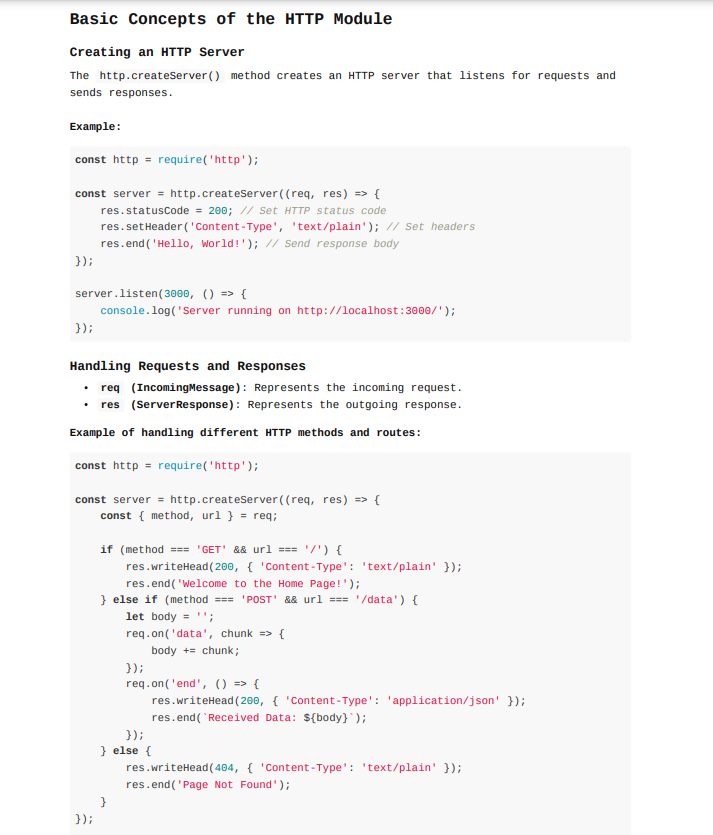 Basic Concepts of the HTTP Module
Creating an HTTP Server
The http.createServer() method creates an HTTP server that listens for requests and
sends responses.
Example:
const http = require('http');
const server = http.createServer((req, res) => {
    res.statusCode = 200; // Set HTTP status code
    res.setHeader('Content-Type', 'text/plain'); // Set headers
    res.end('Hello, World!'); // Send response body
});
server.listen(3000, () => {
    console.log('Server running on http://localhost:3000/');
});
Handling Requests and Responses
• req (IncomingMessage): Represents the incoming request.
• res (ServerResponse): Represents the outgoing response.
Example of handling different HTTP methods and routes:
const http = require('http');
const server = http.createServer((req, res) => {
    const { method, url } = req;
    if (method === 'GET' && url === '/') {
        res.writeHead(200, { 'Content-Type': 'text/plain' });
        res.end('Welcome to the Home Page!');
    } else if (method === 'POST' && url === '/data') {
        let body = '';
        req.on('data', chunk => {
            body += chunk;
        });
        req.on('end', () => {
            res.writeHead(200, { 'Content-Type': 'application/json' });
            res.end(`Received Data: ${body}`);
        });
    } else {
        res.writeHead(404, { 'Content-Type': 'text/plain' });
        res.end('Page Not Found');
    }
});